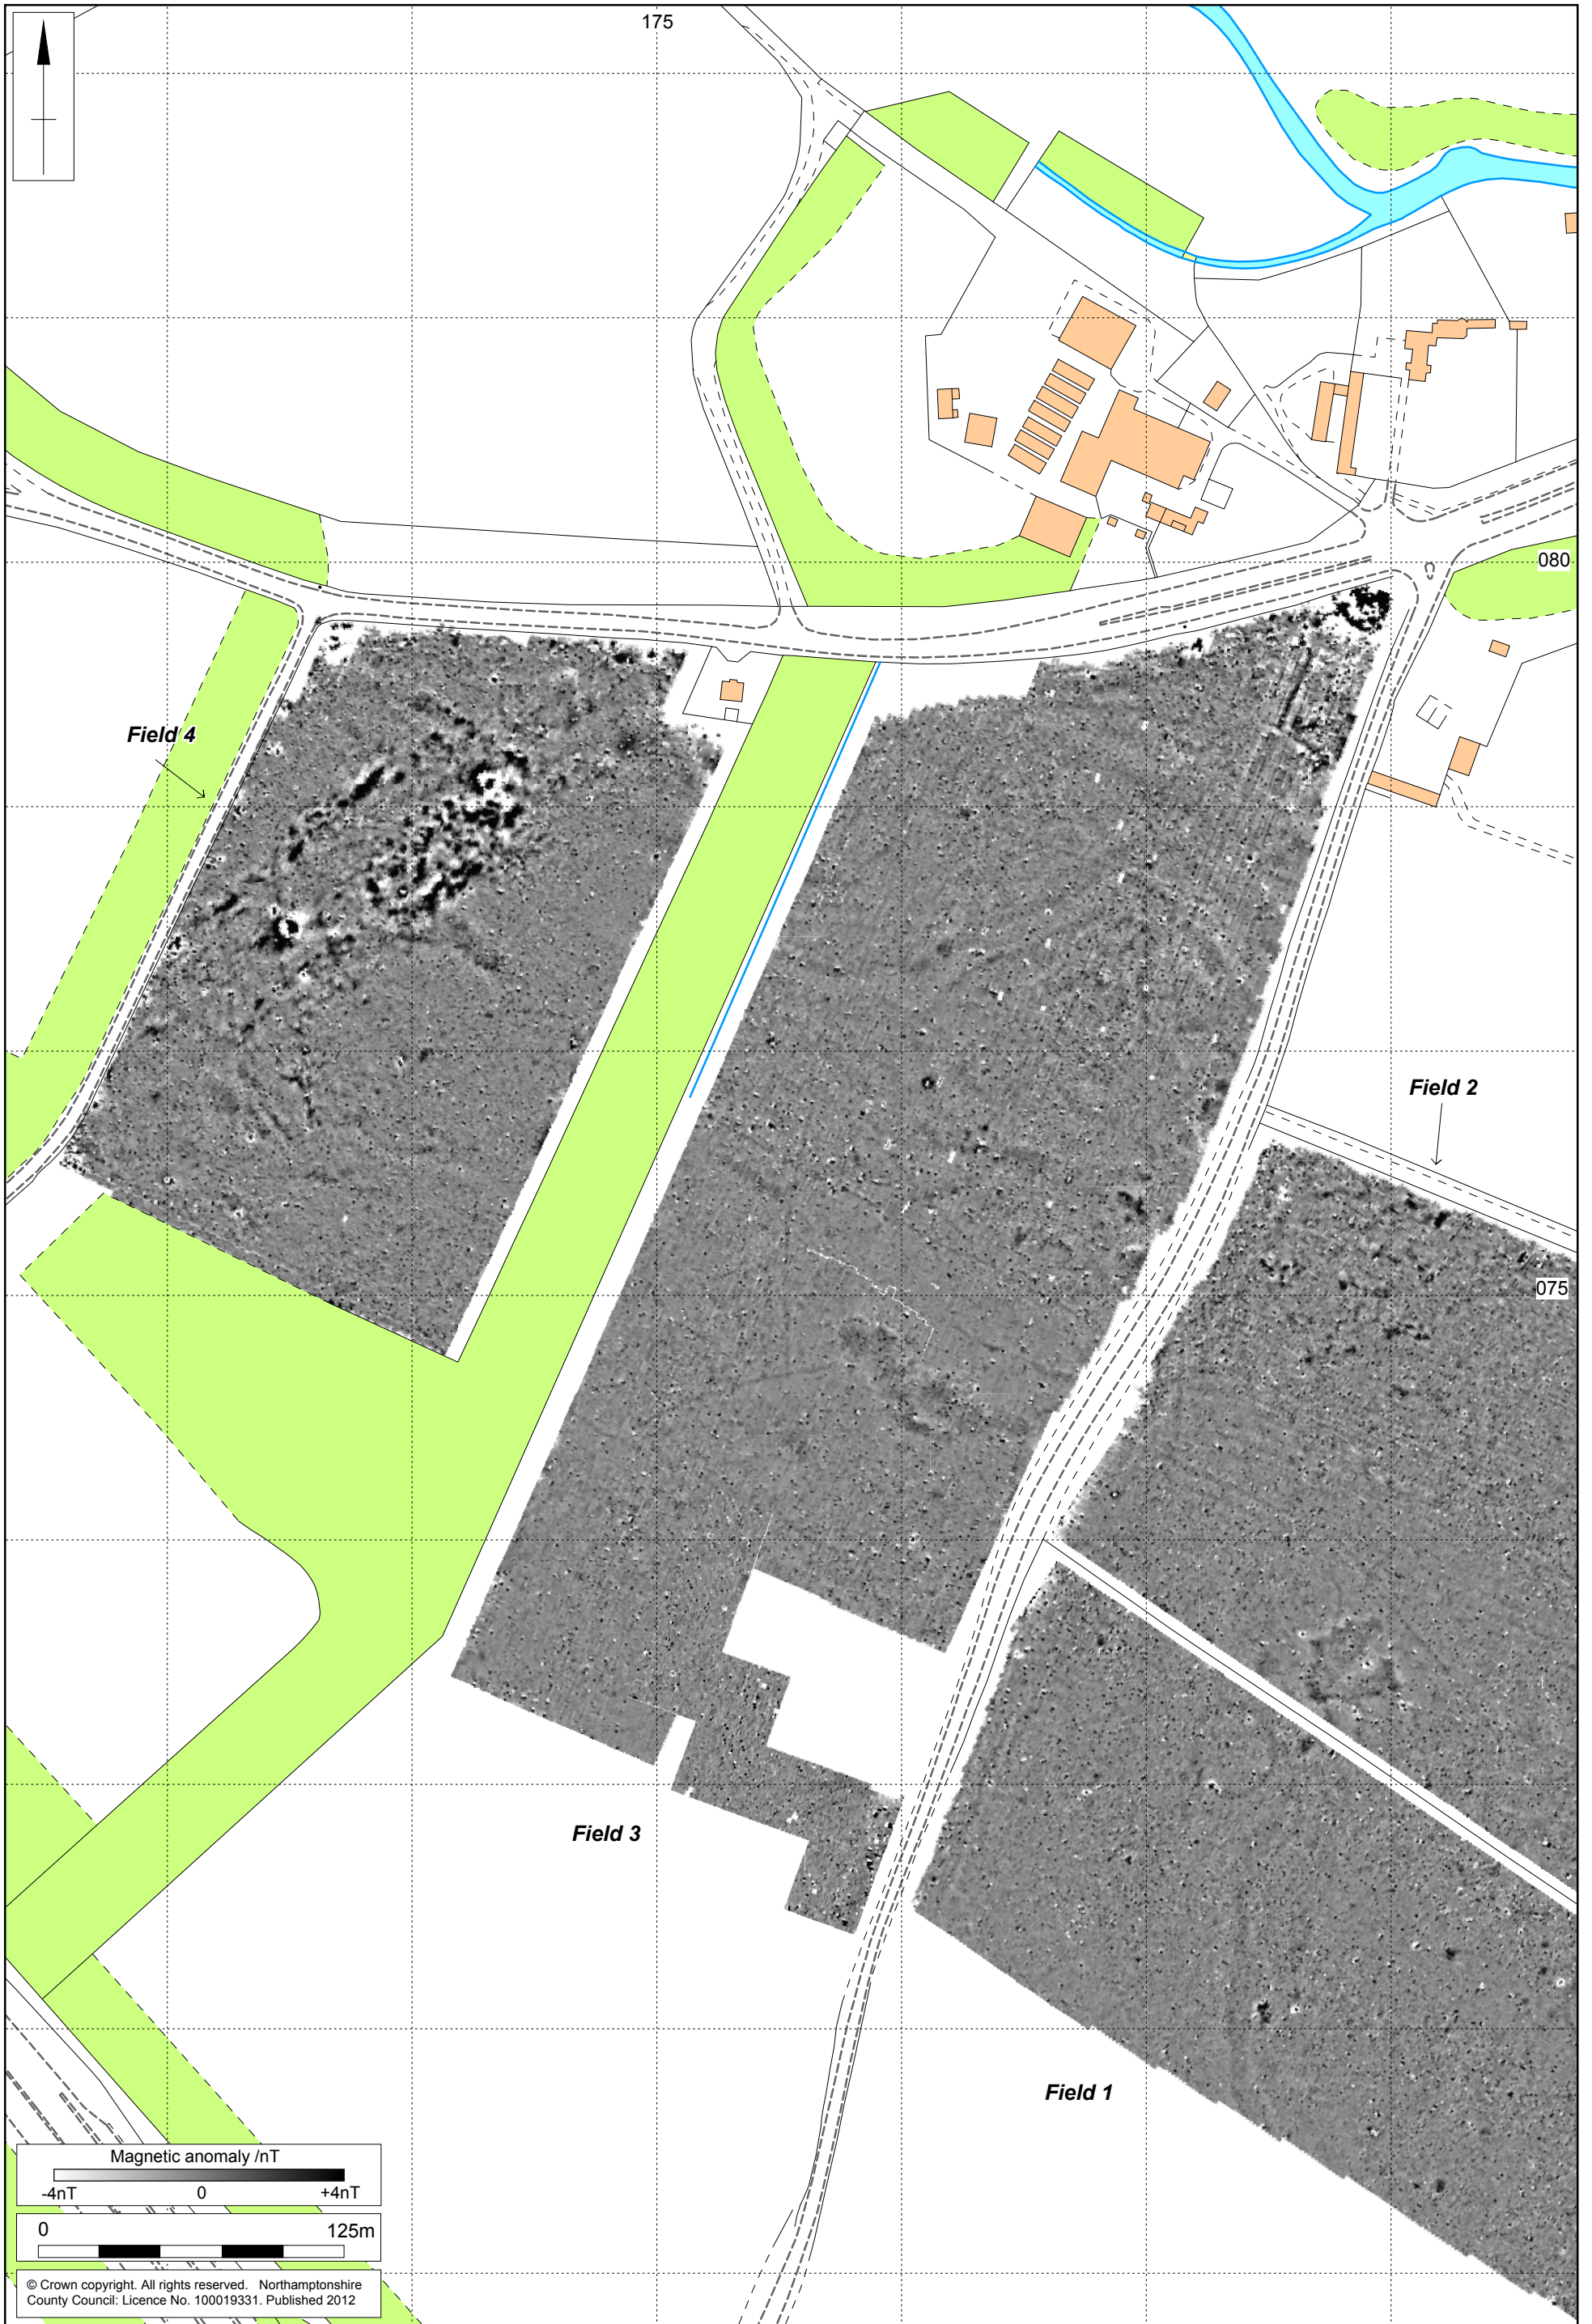 175
080
Field 4
Field 2
075
Field 3
Field 1
Magnetic anomaly /nT
-4nT 0 +4nT
0 125m
© Crown copyright. All rights reserved. Northamptonshire
County Council: Licence No. 100019331. Published 2012